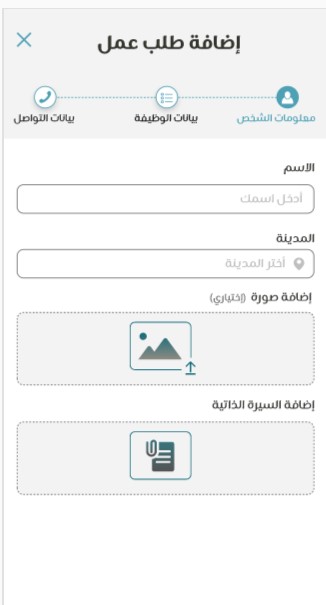 إضافة طلب عمل
معلومات الشخص
بيانات الوظيفة
بيانات التواصل
الاسم
أدخل اسمك
المدينة
أختر المدينة
إضافة صورة (إختياري)
إضافة السيرة الذاتية